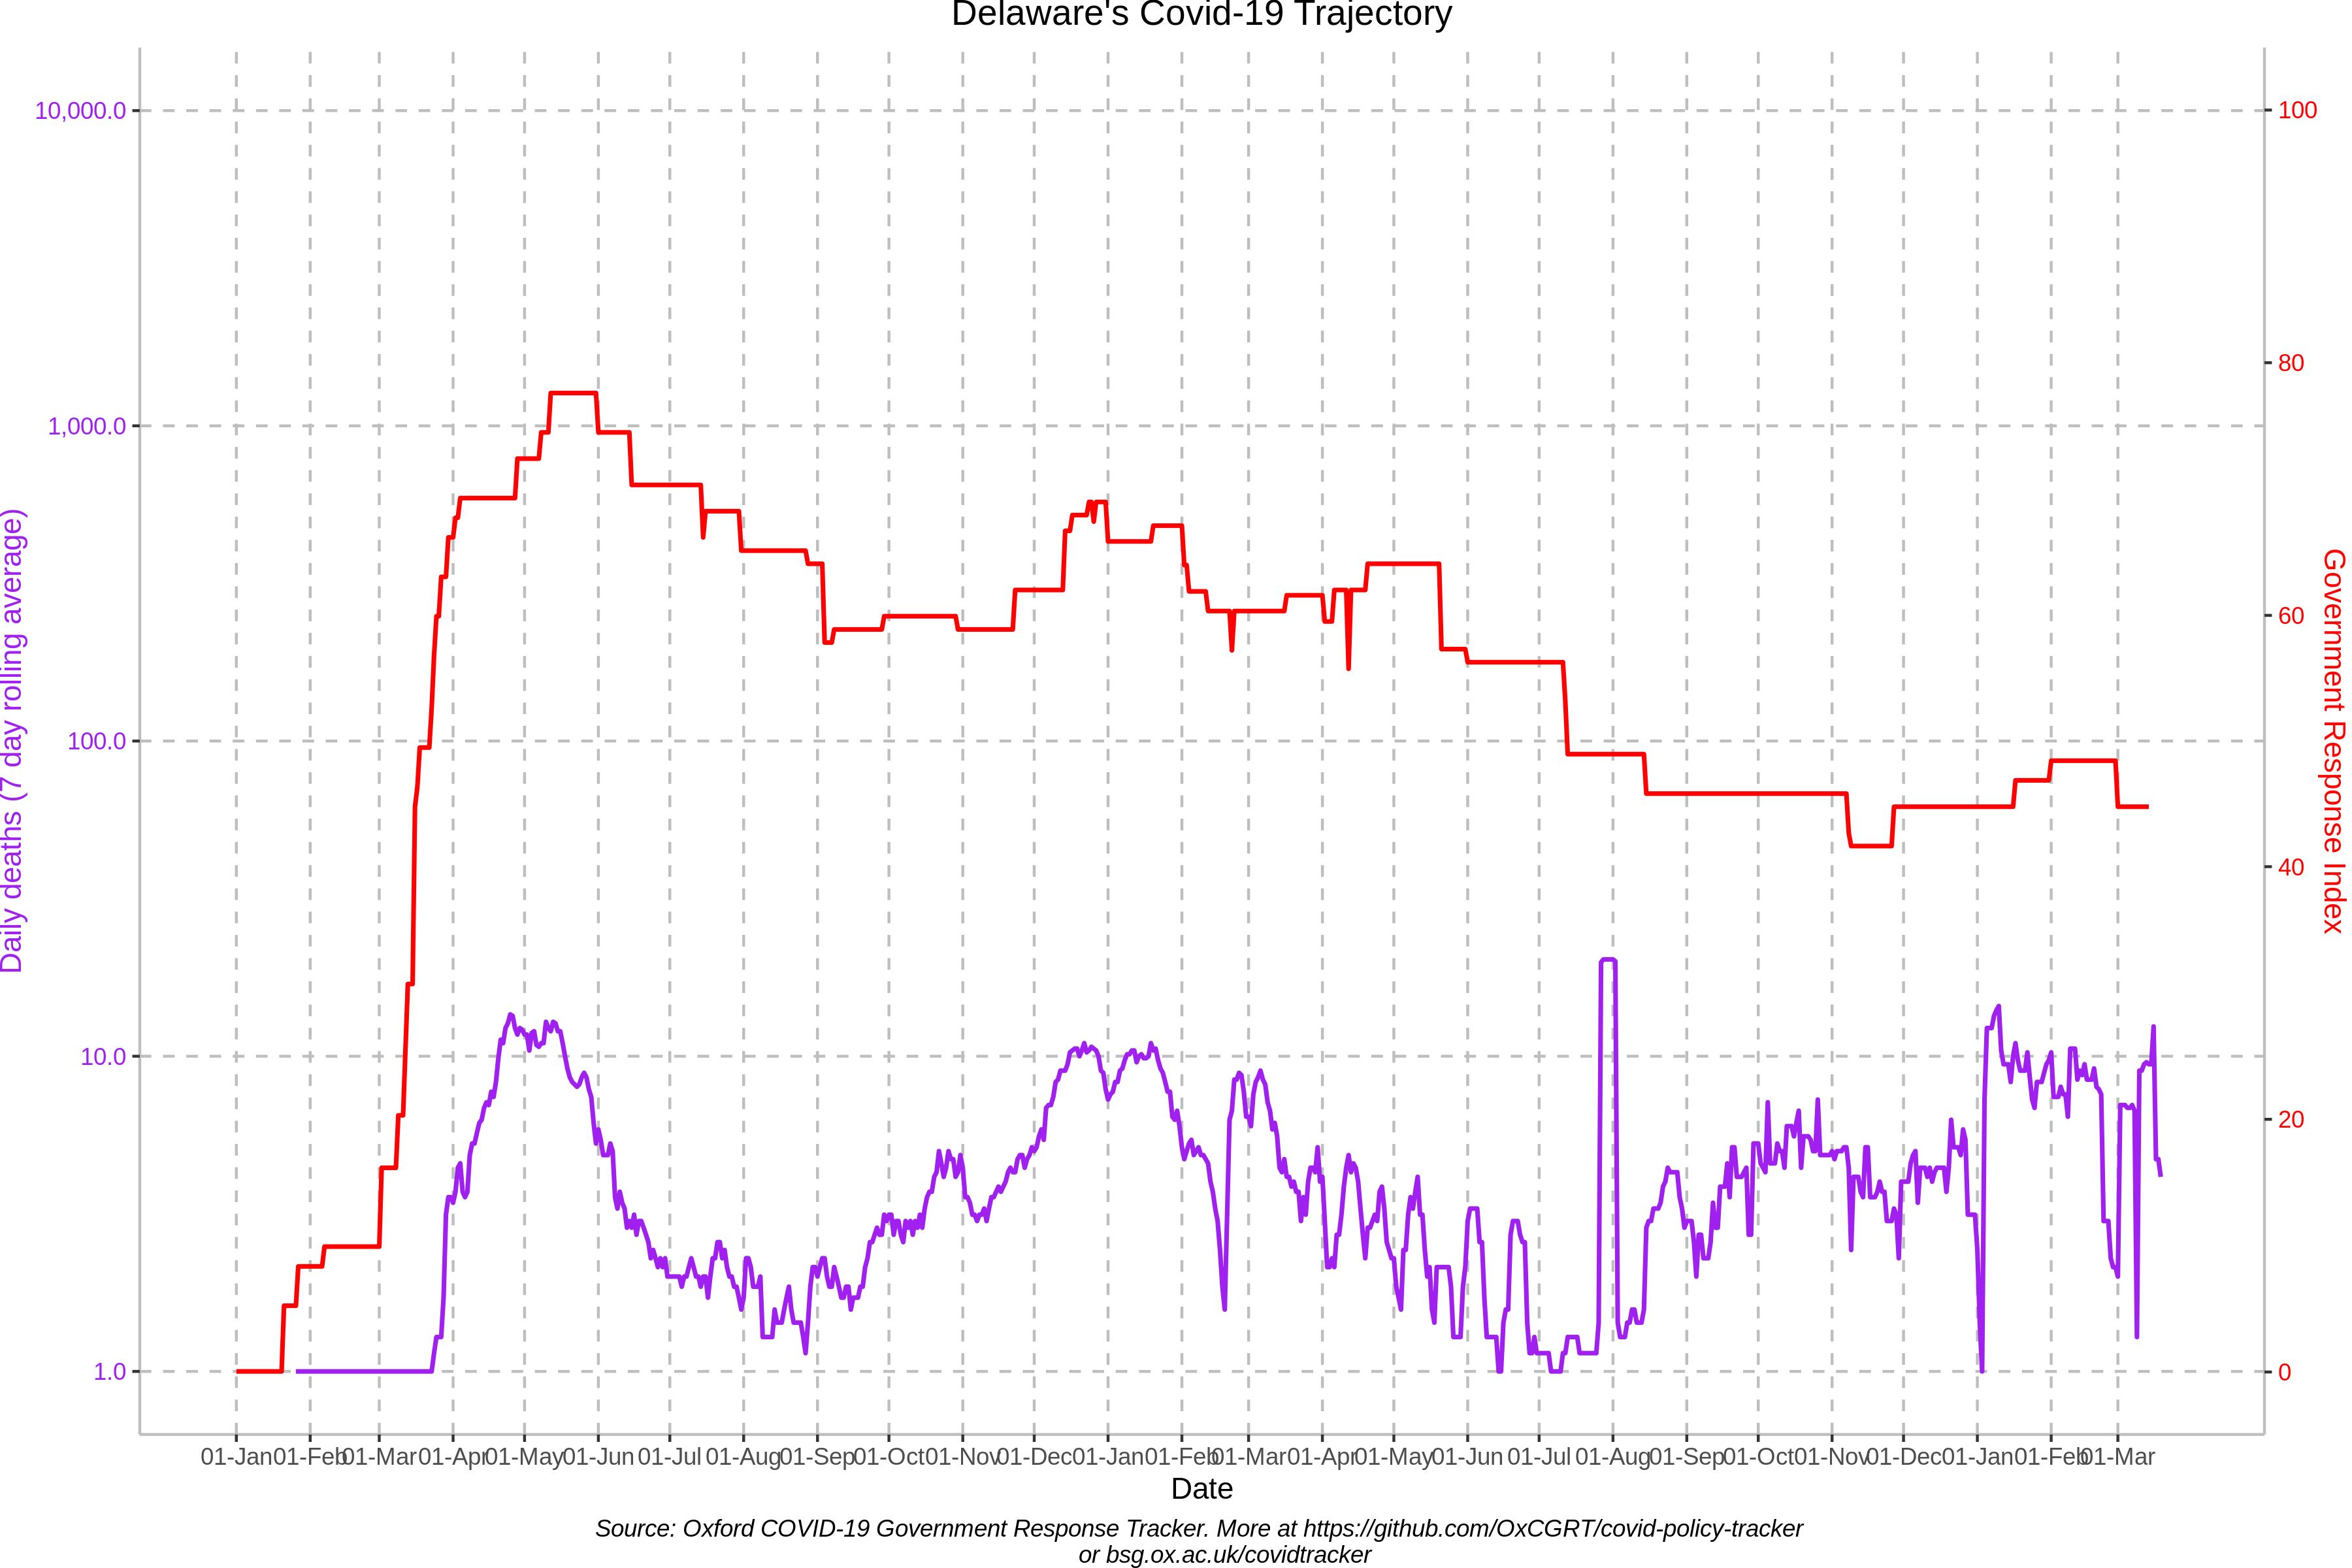 Delaware's Covid-19 Trajectory
10,000.0
1,000.0
100.0
10.0
1.0
Daily deaths (7 day rolling average)
100
80
60
40
20
0
Government Response Index
01-Jan 01-Feb 01-Mar 01-Apr 01-May 01-Jun 01-Jul 01-Aug 01-Sep 01-Oct 01-Nov 01-Dec 01-Jan 01-Feb 01-Mar 01-Apr 01-May 01-Jun 01-Jul 01-Aug 01-Sep 01-Oct 01-Nov 01-Dec 01-Jan 01-Feb 01-Mar
Date
Source: Oxford COVID-19 Government Response Tracker. More at https://github.com/OxCGRT/covid-policy-tracker
or bsg.ox.ac.uk/covidtracker